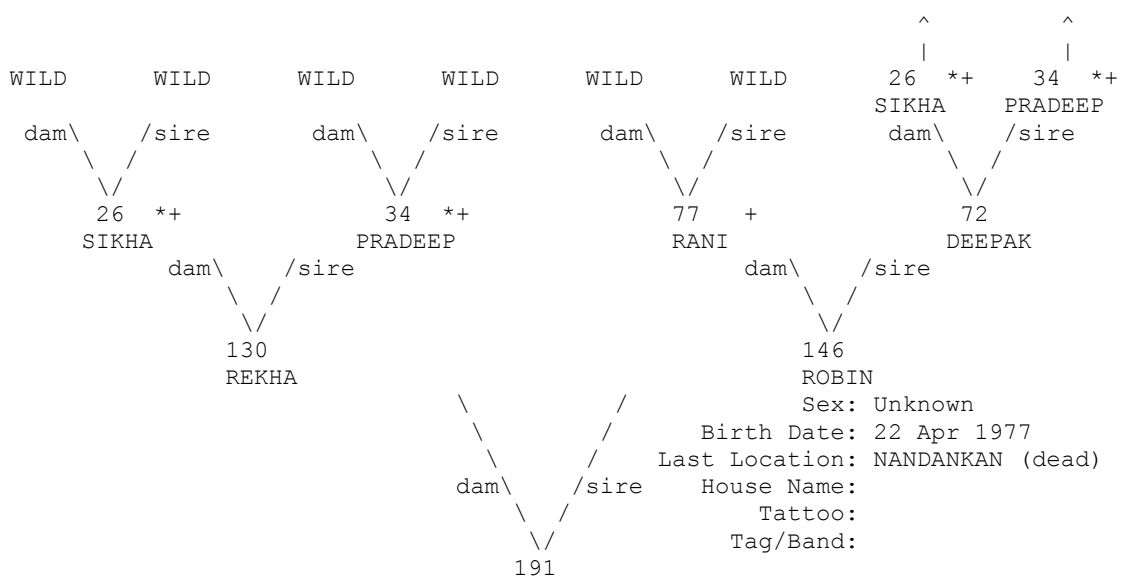 ^ ^
| |
WILD WILD WILD WILD WILD WILD 26 *+ 34 *+
SIKHA PRADEEP
dam\ /sire dam\ /sire dam\ /sire dam\ /sire
\ / \ / \ / \ /
\/ \/ \/ \/
26 *+ 34 *+ 77 + 72
SIKHA PRADEEP RANI DEEPAK
dam\ /sire dam\ /sire
\ / \ /
\/ \/
130 146
REKHA ROBIN
\ / Sex: Unknown
\ / Birth Date: 22 Apr 1977
\ / Last Location: NANDANKAN (dead)
dam\ /sire House Name:
\ / Tattoo:
\/ Tag/Band:
191